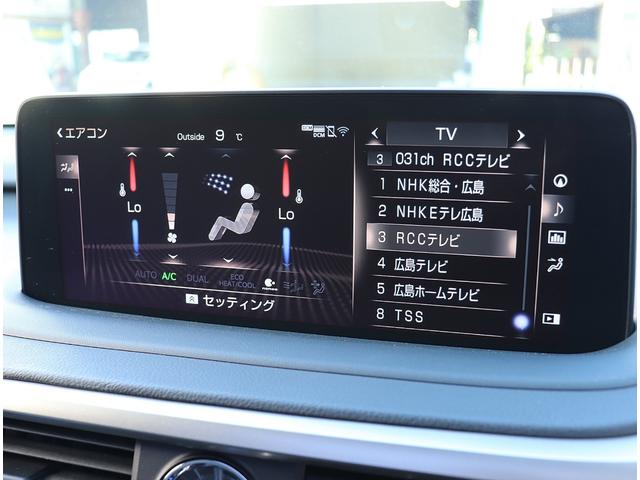 エアコン
Outside 9 ℃
DCM
DCM
Lo
Lo
AUTO A/C DUAL ECO HEAT/COOL
セッティング
TV
3 031ch RCCテレビ
1 NHK総合・広島
2 NHKEテレ広島
3 RCCテレビ
4 広島テレビ
5 広島ホームテレビ
8 TSS